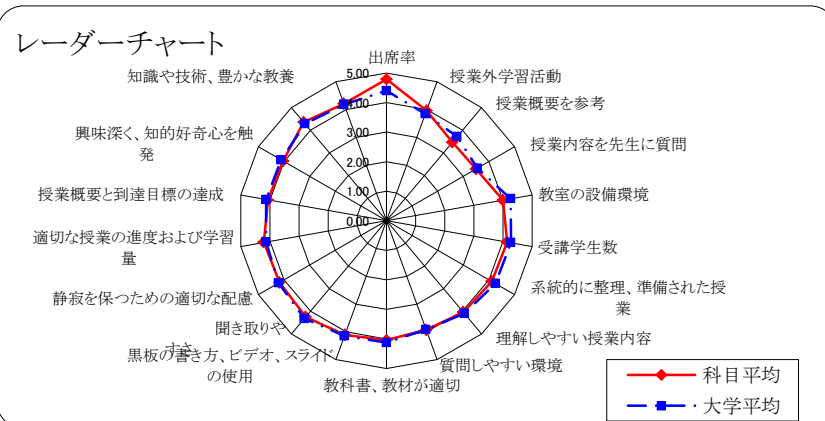 レーダーチャート
出席率
授業外学習活動
授業概要を参考
授業内容を先生に質問
教室の設備環境
受講学生数
系統的に整理、準備された授
業
理解しやすい授業内容
質問しやすい環境
教科書、教材が適切
黒板の書き方、ビデオ、スライド
の使用
聞き取りや
すさ
静寂を保つための適切な配慮
適切な授業の進度および学習
量
授業概要と到達目標の達成
興味深く、知的好奇心を触
発
知識や技術、豊かな教養
5.00
4.00
3.00
2.00
1.00
0.00
科目平均
大学平均